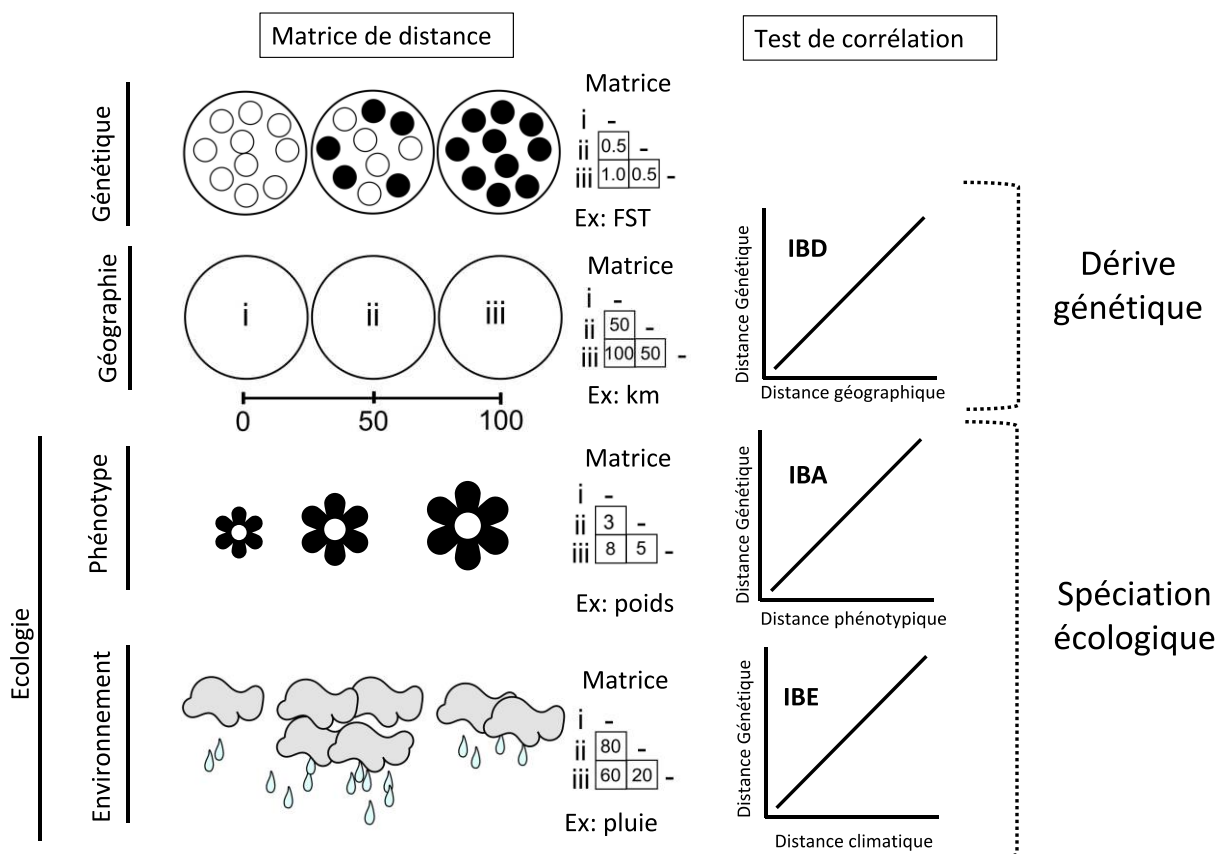 Matrice de distance
Test de corrélation
Génétique
Matrice
i -
ii 0.5 -
iii 1.0 0.5 -
Ex: FST
Géographie
i ii iii
0 50 100
Matrice
i -
ii 50 -
iii 100 50 -
Ex: km
IBD
Distance Génétique
Distance géographique
Dérive
génétique
Ecologie
Phénotype
Matrice
i -
ii 3 -
iii 8 5 -
Ex: poids
IBA
Distance Génétique
Distance phénotypique
Spéciation
écologique
Environnement
Matrice
i -
ii 80 -
iii 60 20 -
Ex: pluie
IBE
Distance Génétique
Distance climatique